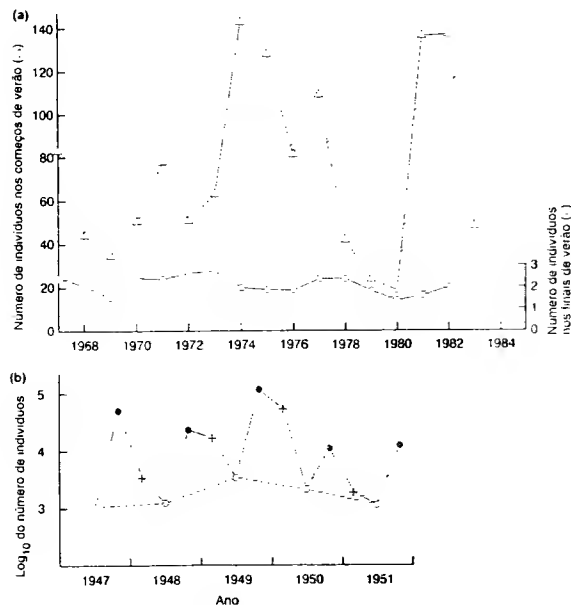 (a)
Número de indivíduos nos começos de verão
140
120
100
80
60
40
20
0
Número de indivíduos nos finais de verão
3
2
1
0
1968 1970 1972 1974 1976 1978 1980 1982 1984
(b)
Log10 do número de indivíduos
5
4
3
1947 1948 1949 1950 1951
Ano